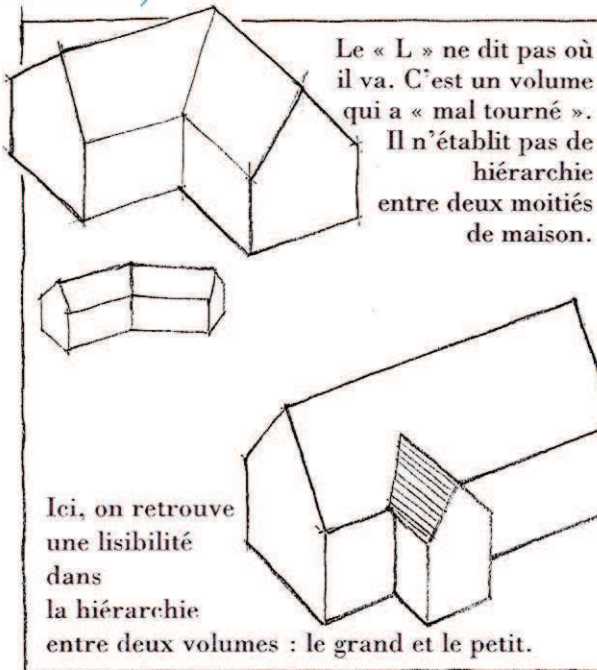 Le « L » ne dit pas où
il va. C’est un volume
qui a « mal tourné ».
Il n’établit pas de
hiérarchie
entre deux moitiés
de maison.
Ici, on retrouve
une lisibilité
dans
la hiérarchie
entre deux volumes : le grand et le petit.